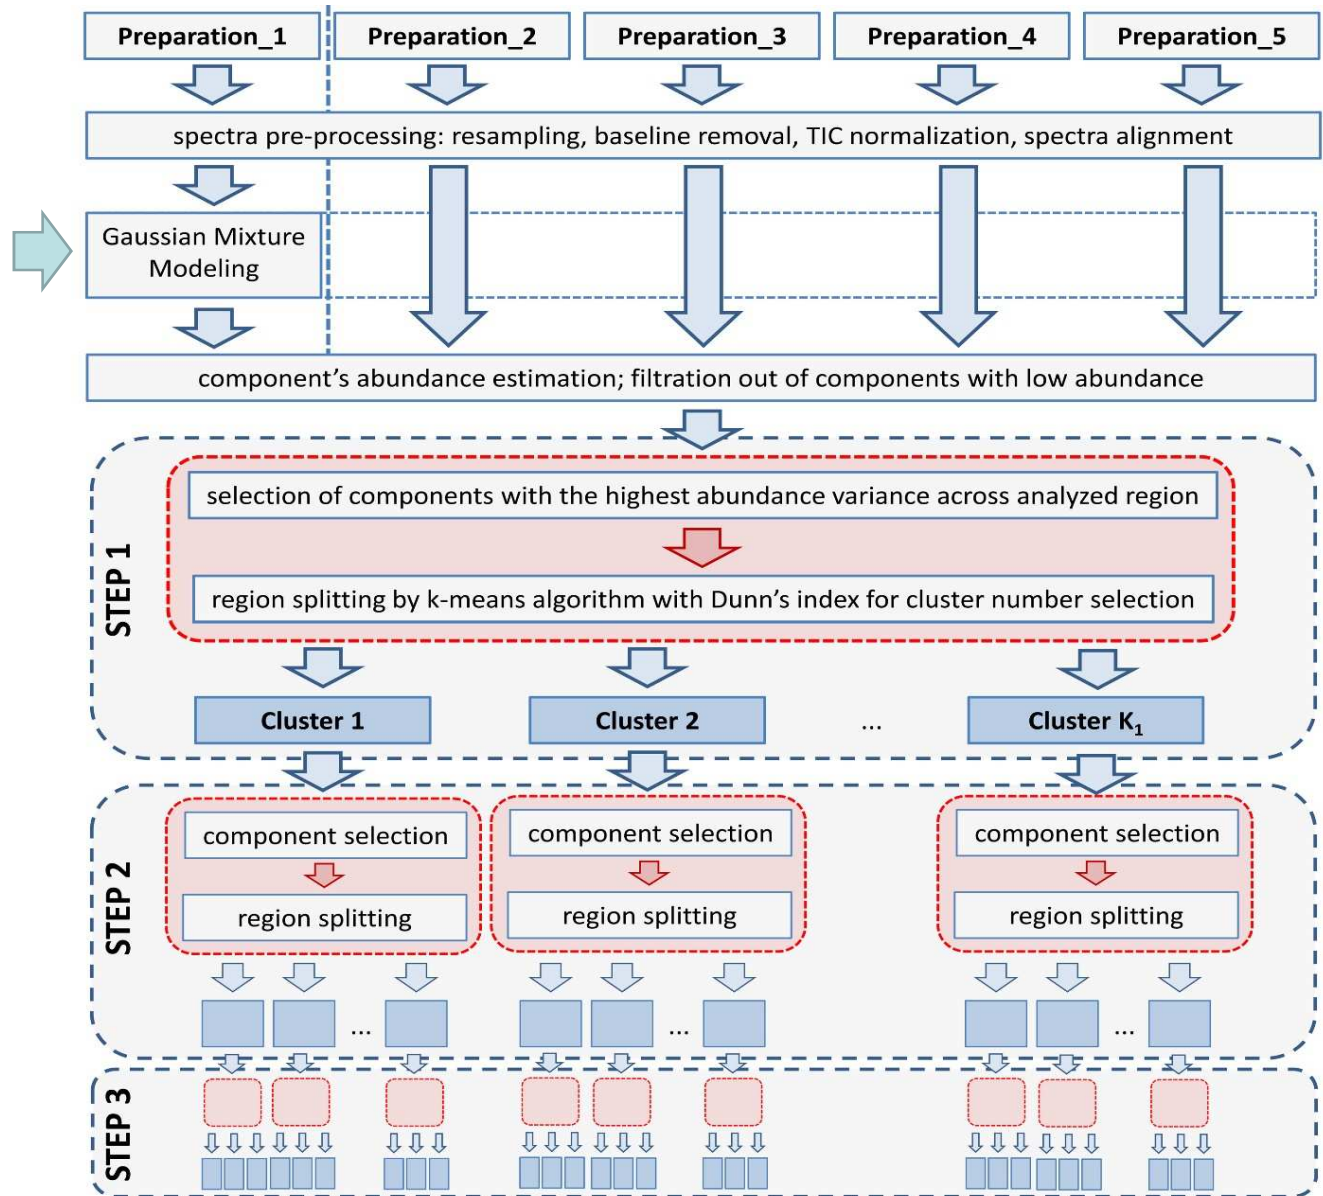 Preparation_1
Preparation_2
Preparation_3
Preparation_4
Preparation_5
spectra pre-processing: resampling, baseline removal, TIC normalization, spectra alignment
Gaussian Mixture
Modeling
component's abundance estimation; filtration out of components with low abundance
STEP 1
selection of components with the highest abundance variance across analyzed region
region splitting by k-means algorithm with Dunn's index for cluster number selection
Cluster 1
Cluster 2
...
Cluster K₁
STEP 2
component selection
component selection
component selection
region splitting
region splitting
region splitting
...
...
...
STEP 3